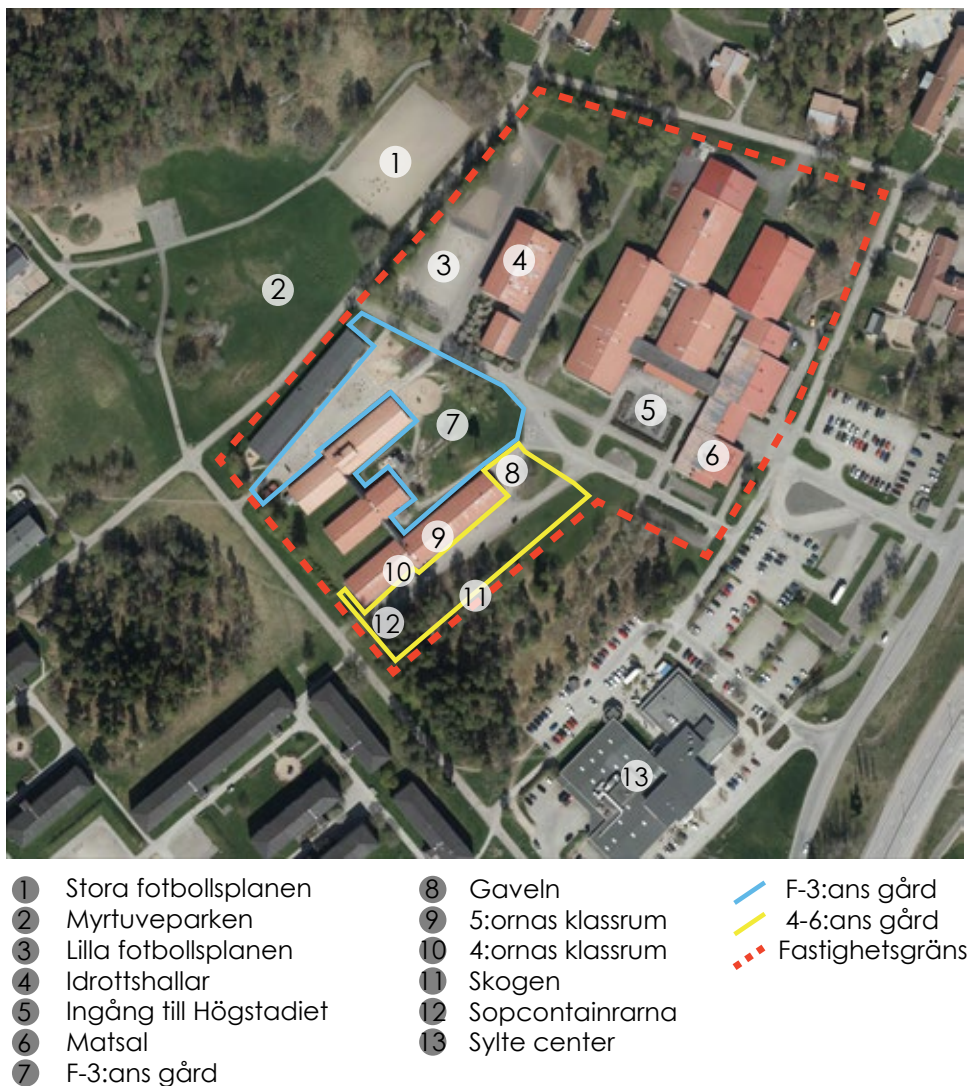 1
2
3
4
5
6
7
8
9
10
11
12
13
1 Stora fotbollsplanen
2 Myrtuveparken
3 Lilla fotbollsplanen
4 Idrottshallar
5 Ingång till Högstadiet
6 Matsal
7 F-3:ans gård
8 Gaveln
9 5:ornas klassrum
10 4:ornas klassrum
11 Skogen
12 Sopcontainrarna
13 Sylte center
F-3:ans gård
4-6:ans gård
Fastighetsgräns